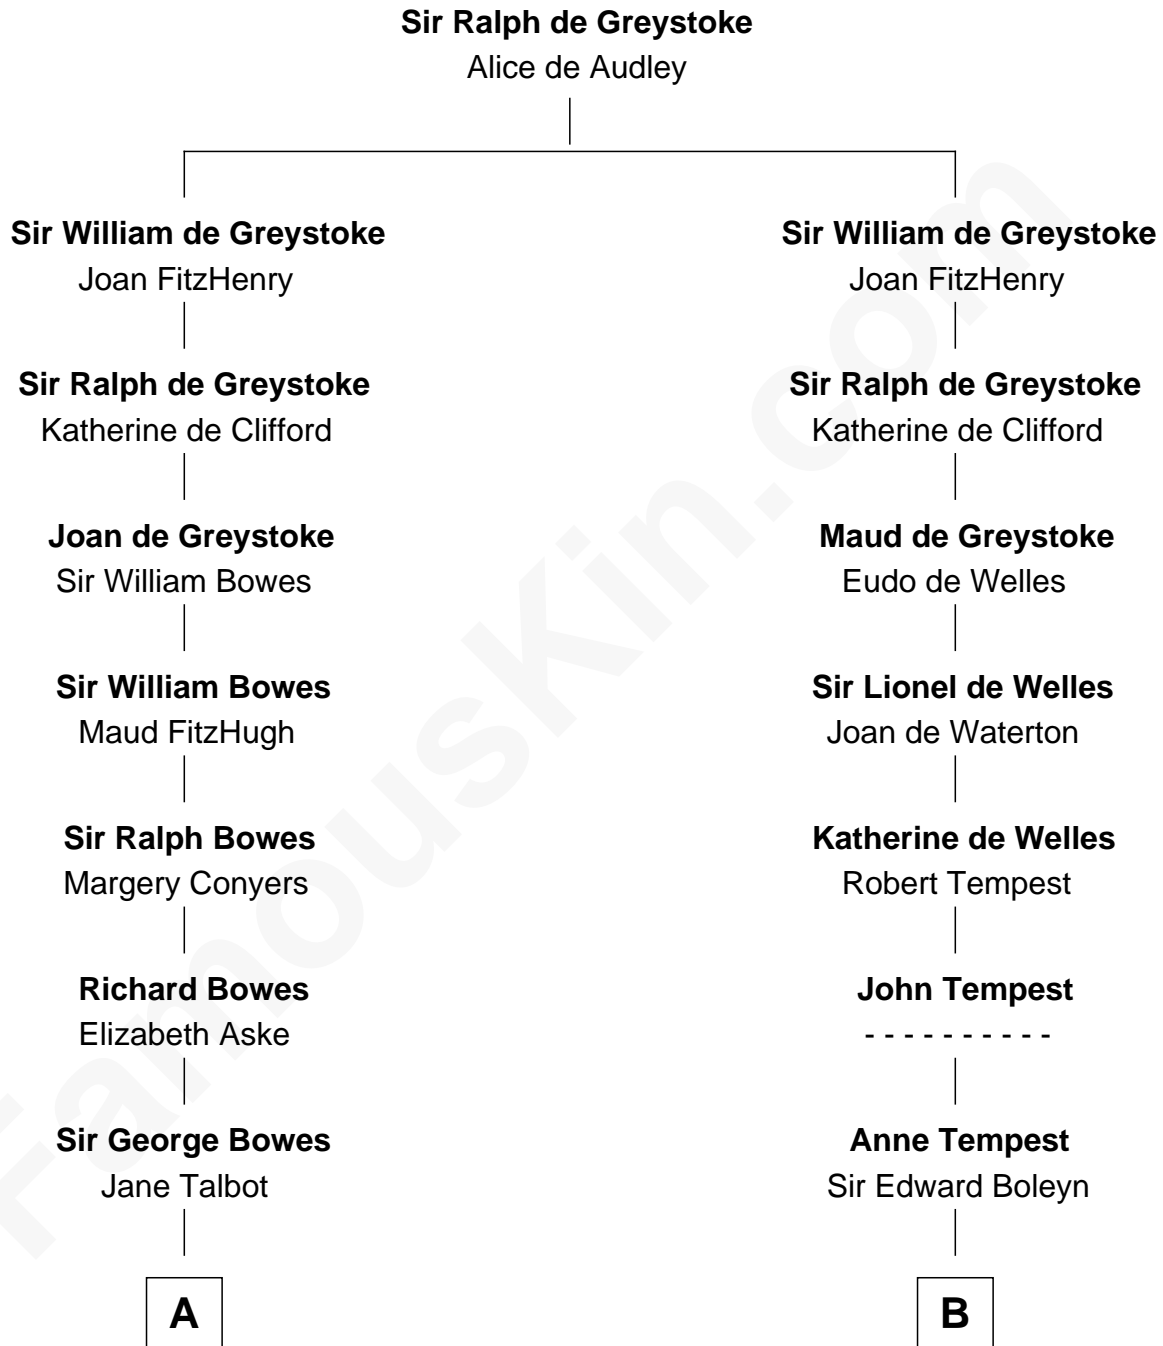 Sir Ralph de Greystoke
Alice de Audley
Sir William de Greystoke
Joan FitzHenry
Sir William de Greystoke
Joan FitzHenry
Sir Ralph de Greystoke
Katherine de Clifford
Sir Ralph de Greystoke
Katherine de Clifford
Joan de Greystoke
Sir William Bowes
Maud de Greystoke
Eudo de Welles
Sir William Bowes
Maud FitzHugh
Sir Lionel de Welles
Joan de Waterton
Sir Ralph Bowes
Margery Conyers
Katherine de Welles
Robert Tempest
Richard Bowes
Elizabeth Aske
John Tempest
- - - - - - - - - -
Sir George Bowes
Jane Talbot
Anne Tempest
Sir Edward Boleyn
A
B
FamousKin.com